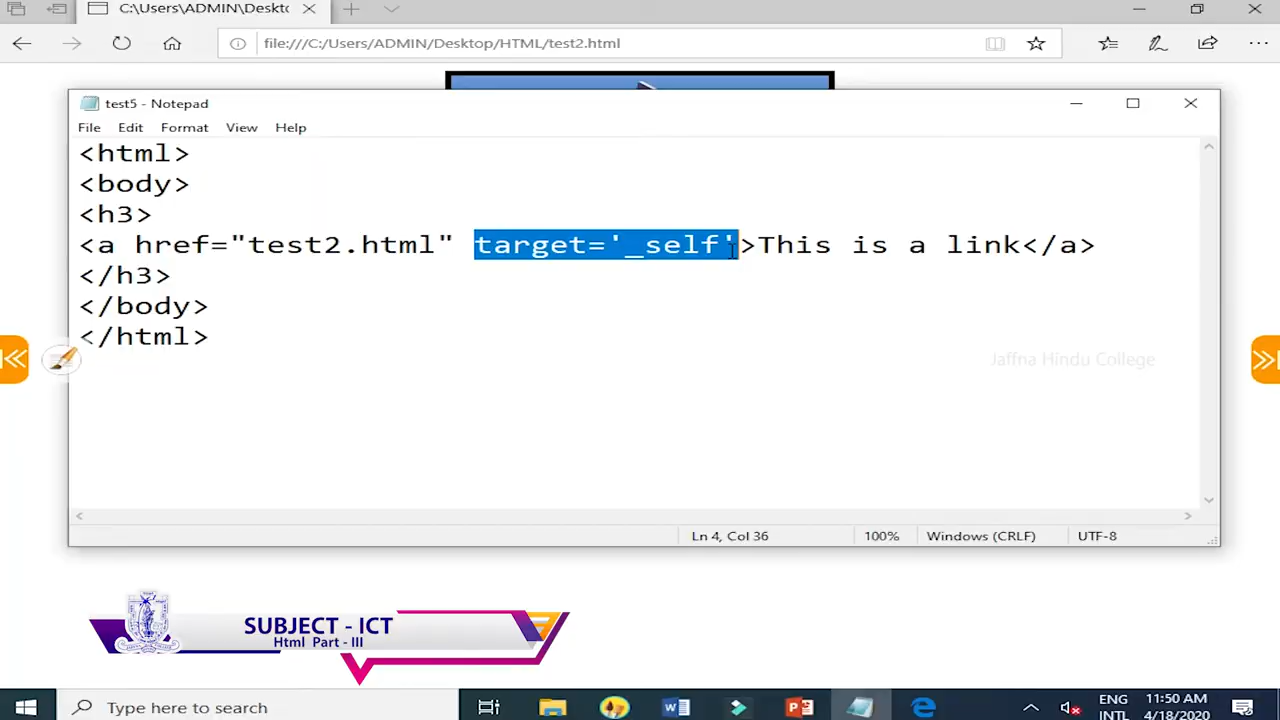 C:\Users\ADMIN\Deskto
file:///C:/Users/ADMIN/Desktop/HTML/test2.html
test5 - Notepad
File Edit Format View Help
<html>
<body>
<h3>
<a href="test2.html" target='_self'>This is a link</a>
</h3>
</body>
</html>
Jaffna Hindu College
Ln 4, Col 36 100% Windows (CRLF) UTF-8
SUBJECT - ICT
Html Part - III
Type here to search
ENG
INTL
11:50 AM
4/18/2020